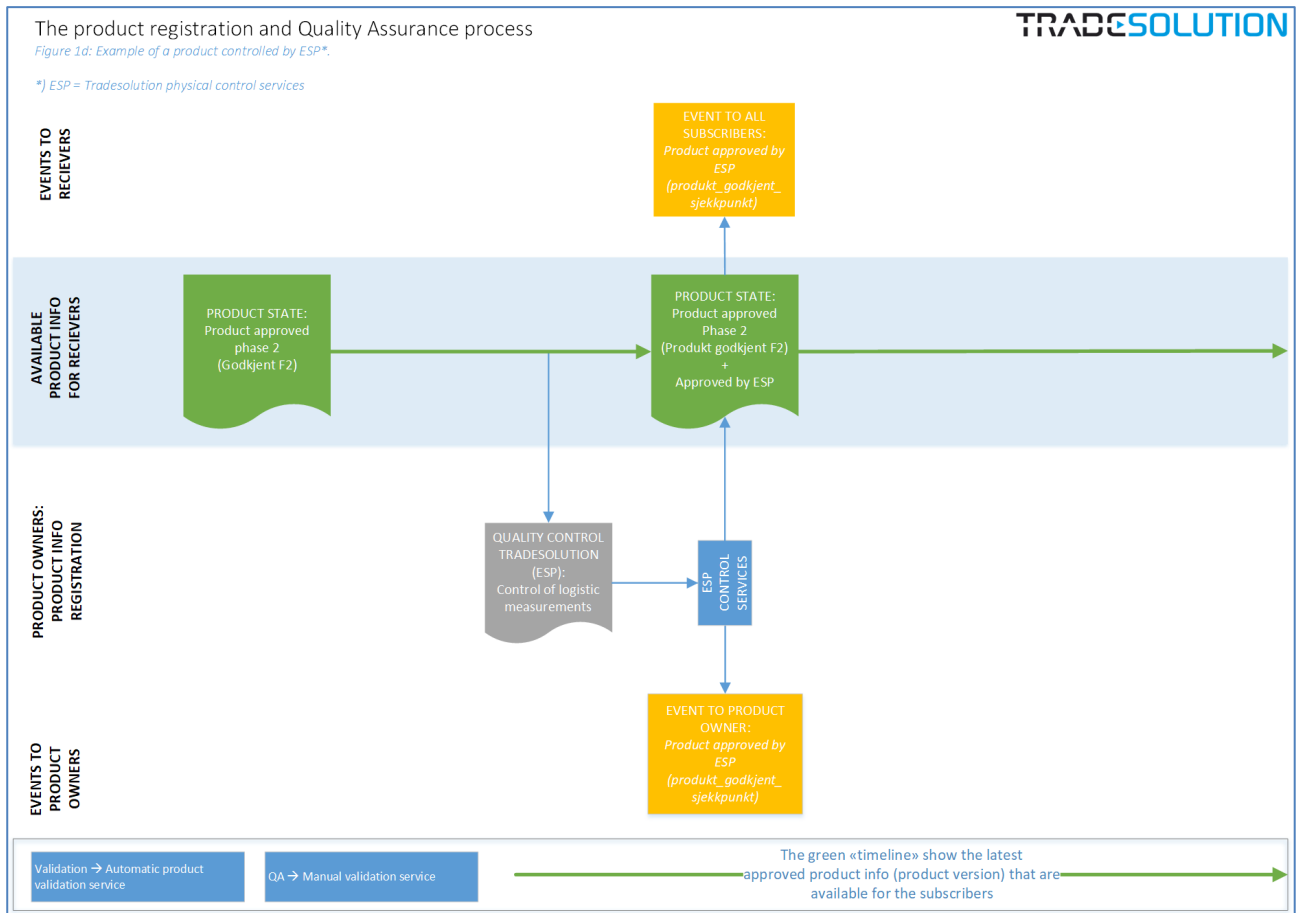 The product registration and Quality Assurance process
TRADESOLUTION
Figure 1d: Example of a product controlled by ESP*.
*) ESP = Tradesolution physical control services
EVENTS TO
RECIEVERS
EVENT TO ALL
SUBSCRIBERS:
Product approved by
ESP
(produkt_godkjent_
sjekkpunkt)
AVAILABLE
PRODUCT INFO
FOR RECIEVERS
PRODUCT STATE:
Product approved
phase 2
(Godkjent F2)
PRODUCT STATE:
Product approved
Phase 2
(Produkt godkjent F2)
+
Approved by ESP
PRODUCT OWNERS:
PRODUCT INFO
REGISTRATION
QUALITY CONTROL
TRADESOLUTION
(ESP):
Control of logistic
measurements
ESP
CONTROL
SERVICES
EVENTS TO
PRODUCT
OWNERS
EVENT TO PRODUCT
OWNER:
Product approved by
ESP
(produkt_godkjent_
sjekkpunkt)
Validation → Automatic product
validation service
QA → Manual validation service
The green «timeline» show the latest
approved product info (product version) that are
available for the subscribers